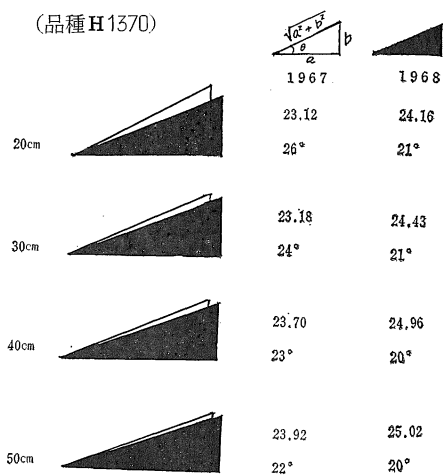 (品種H1370)
√a²+b²
θ
b
a
1967 1968
23.12 24.16
20cm 26° 21°
23.18 24.43
30cm 24° 21°
23.70 24.96
40cm 23° 20°
23.92 25.02
50cm 22° 20°